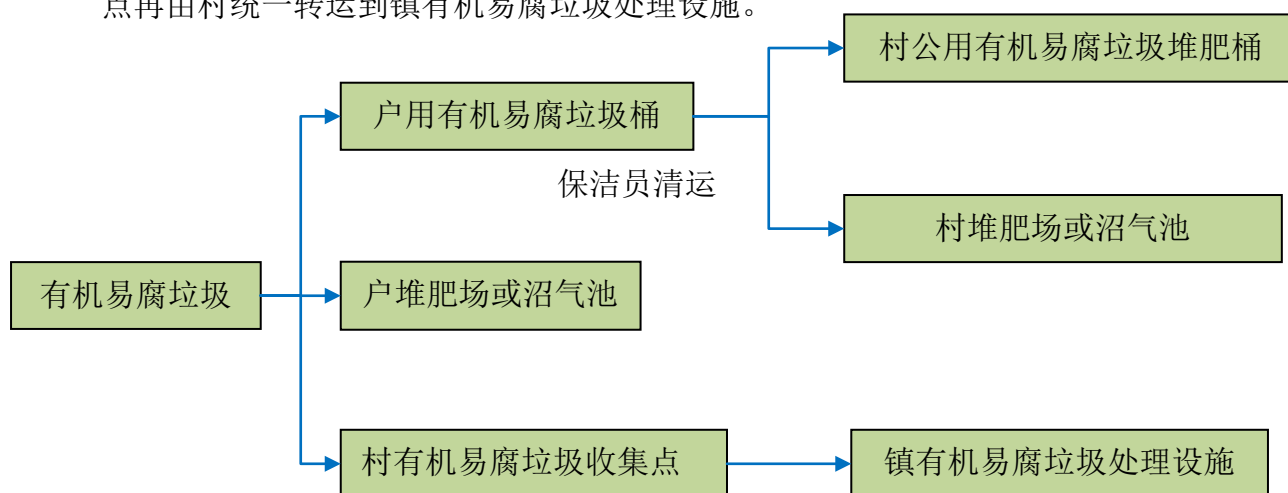 点再由村统一转运到镇有机易腐垃圾处理设施。
村公用有机易腐垃圾堆肥桶
户用有机易腐垃圾桶
保洁员清运
村堆肥场或沼气池
有机易腐垃圾
户堆肥场或沼气池
村有机易腐垃圾收集点
镇有机易腐垃圾处理设施